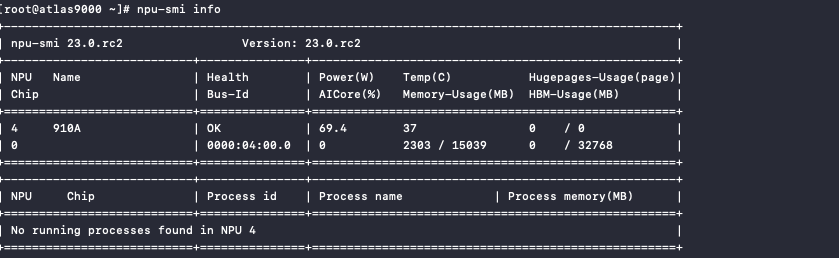 [root@atlas9000 ~]# npu-smi info
+------------------------------------------------------------------------------------------------+
| npu-smi 23.0.rc2                 Version: 23.0.rc2                                             |
+---------------------------+---------------+----------------------------------------------------+
| NPU   Name                | Health        | Power(W)    Temp(C)           Hugepages-Usage(page)|
| Chip                      | Bus-Id        | AICore(%)   Memory-Usage(MB)  HBM-Usage(MB)        |
+===========================+===============+====================================================+
| 4     910A                | OK            | 69.4        37                0    / 0             |
| 0                         | 0000:04:00.0  | 0           2303 / 15039      0    / 32768         |
+===========================+===============+====================================================+
+---------------------------+---------------+----------------------------------------------------+
| NPU     Chip              | Process id    | Process name             | Process memory(MB)      |
+===========================+===============+====================================================+
| No running processes found in NPU 4                                                            |
+===========================+===============+====================================================+